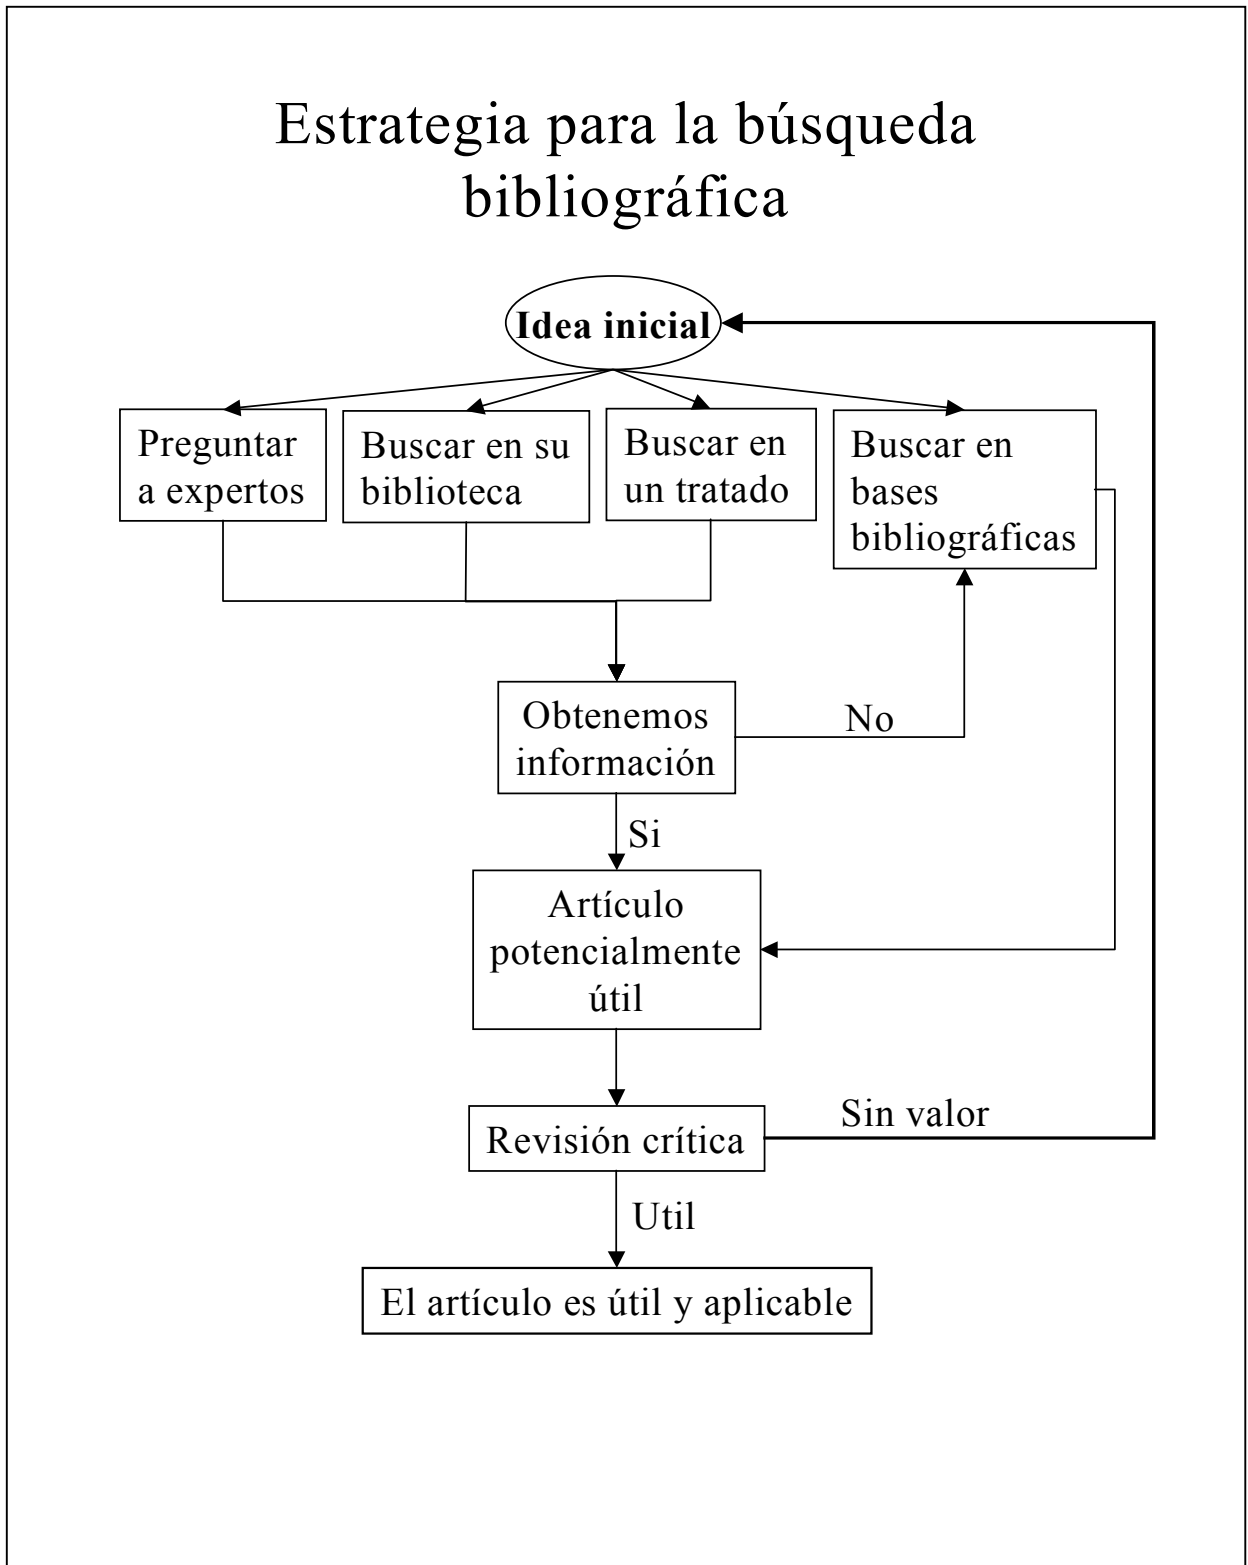 Estrategia para la búsqueda
bibliográfica
Idea inicial
Preguntar
a expertos
Buscar en su
biblioteca
Buscar en
un tratado
Buscar en
bases
bibliográficas
Obtenemos
información
No
Si
Artículo
potencialmente
útil
Revisión crítica
Sin valor
Util
El artículo es útil y aplicable